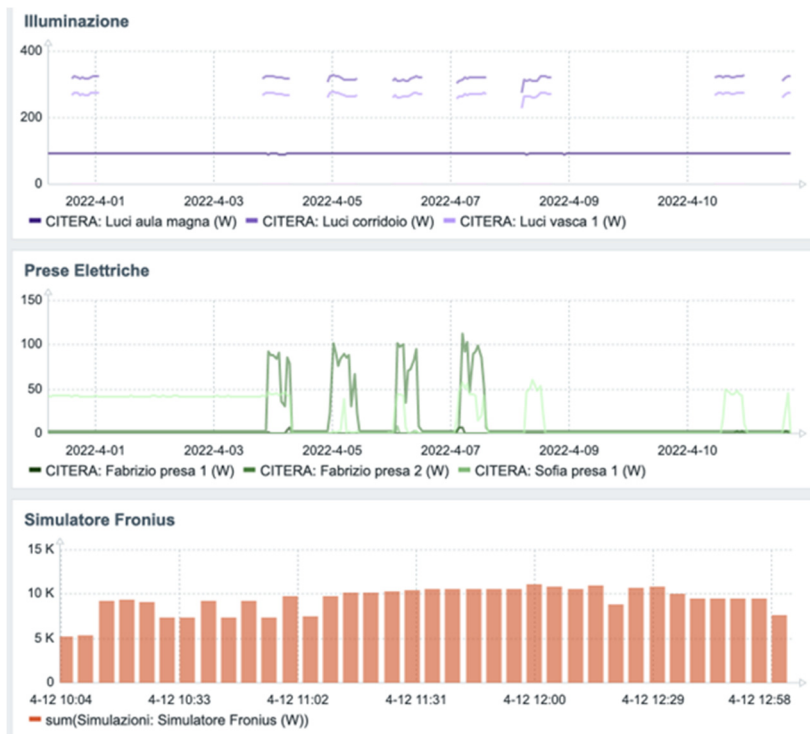 Illuminazione
400
200
0
2022-4-01 2022-4-03 2022-4-05 2022-4-07 2022-4-09 2022-4-10
CITERA: Luci aula magna (W) CITERA: Luci corridoio (W) CITERA: Luci vasca 1 (W)
Prese Elettriche
150
100
50
0
2022-4-01 2022-4-03 2022-4-05 2022-4-07 2022-4-09 2022-4-10
CITERA: Fabrizio presa 1 (W) CITERA: Fabrizio presa 2 (W) CITERA: Sofia presa 1 (W)
Simulatore Fronius
15 K
10 K
5 K
0
4-12 10:04 4-12 10:33 4-12 11:02 4-12 11:31 4-12 12:00 4-12 12:29 4-12 12:58
sum(Simulazioni: Simulatore Fronius (W))